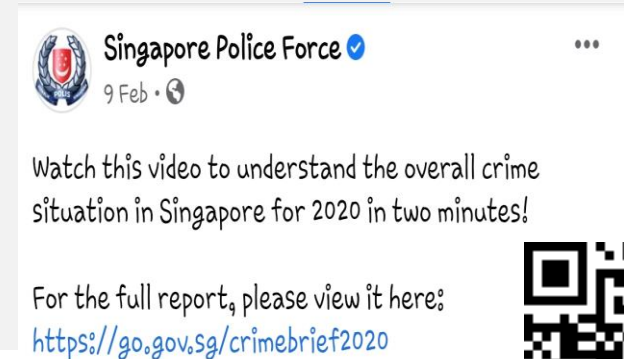 Singapore Police Force
9 Feb ·
Watch this video to understand the overall crime
situation in Singapore for 2020 in two minutes!
For the full report, please view it here:
https://go.gov.sg/crimebrief2020